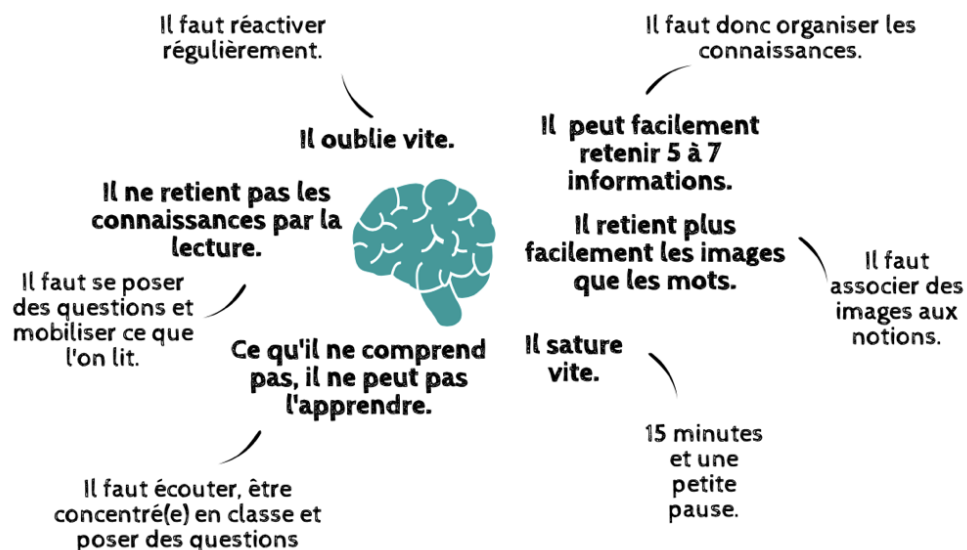 Il faut réactiver
régulièrement.
Il oublie vite.
Il ne retient pas les
connaissances par la
lecture.
Il faut se poser
des questions et
mobiliser ce que
l'on lit.
Ce qu'il ne comprend
pas, il ne peut pas
l'apprendre.
Il faut écouter, être
concentré(e) en classe et
poser des questions
Il faut donc organiser les
connaissances.
Il peut facilement
retenir 5 à 7
informations.
Il retient plus
facilement les images
que les mots.
Il faut
associer des
images aux
notions.
Il sature
vite.
15 minutes
et une
petite
pause.